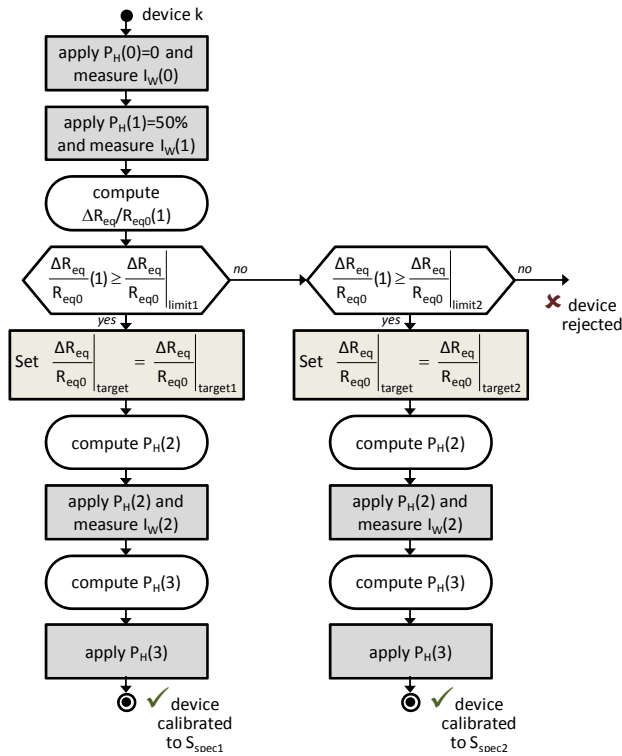 device k
apply P_H(0)=0 and
measure I_W(0)
apply P_H(1)=50%
and measure I_W(1)
compute
ΔR_eq/R_eq0(1)
ΔR_eq/R_eq0 (1) ≥ ΔR_eq/R_eq0 |limit1
no
yes
ΔR_eq/R_eq0 (1) ≥ ΔR_eq/R_eq0 |limit2
no
yes
✘ device
rejected
Set ΔR_eq/R_eq0 |target = ΔR_eq/R_eq0 |target1
compute P_H(2)
apply P_H(2) and
measure I_W(2)
compute P_H(3)
apply P_H(3)
✓ device
calibrated
to S_spec1
Set ΔR_eq/R_eq0 |target = ΔR_eq/R_eq0 |target2
compute P_H(2)
apply P_H(2) and
measure I_W(2)
compute P_H(3)
apply P_H(3)
✓ device
calibrated
to S_spec2